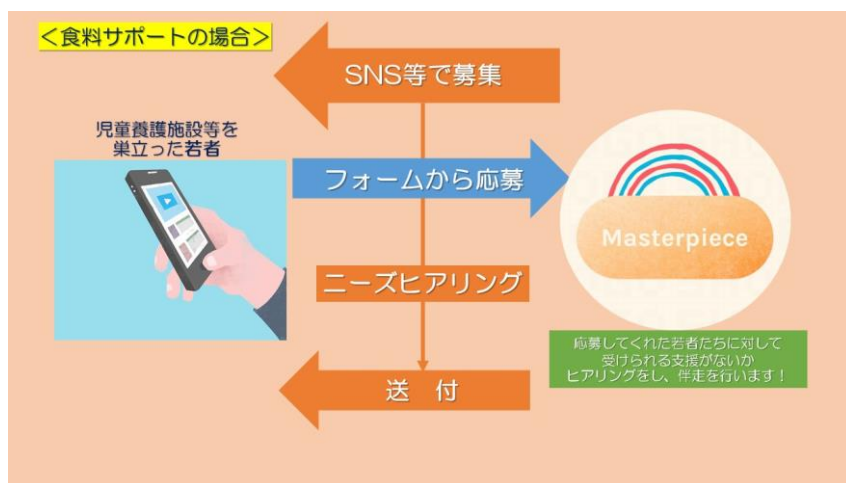 ＜食料サポートの場合＞
SNS等で募集
児童養護施設等を
巣立った若者
フォームから応募
Masterpiece
ニーズヒアリング
応募してくれた若者たちに対して
受けられる支援がないか
ヒアリングをし、伴走を行います！
送　付